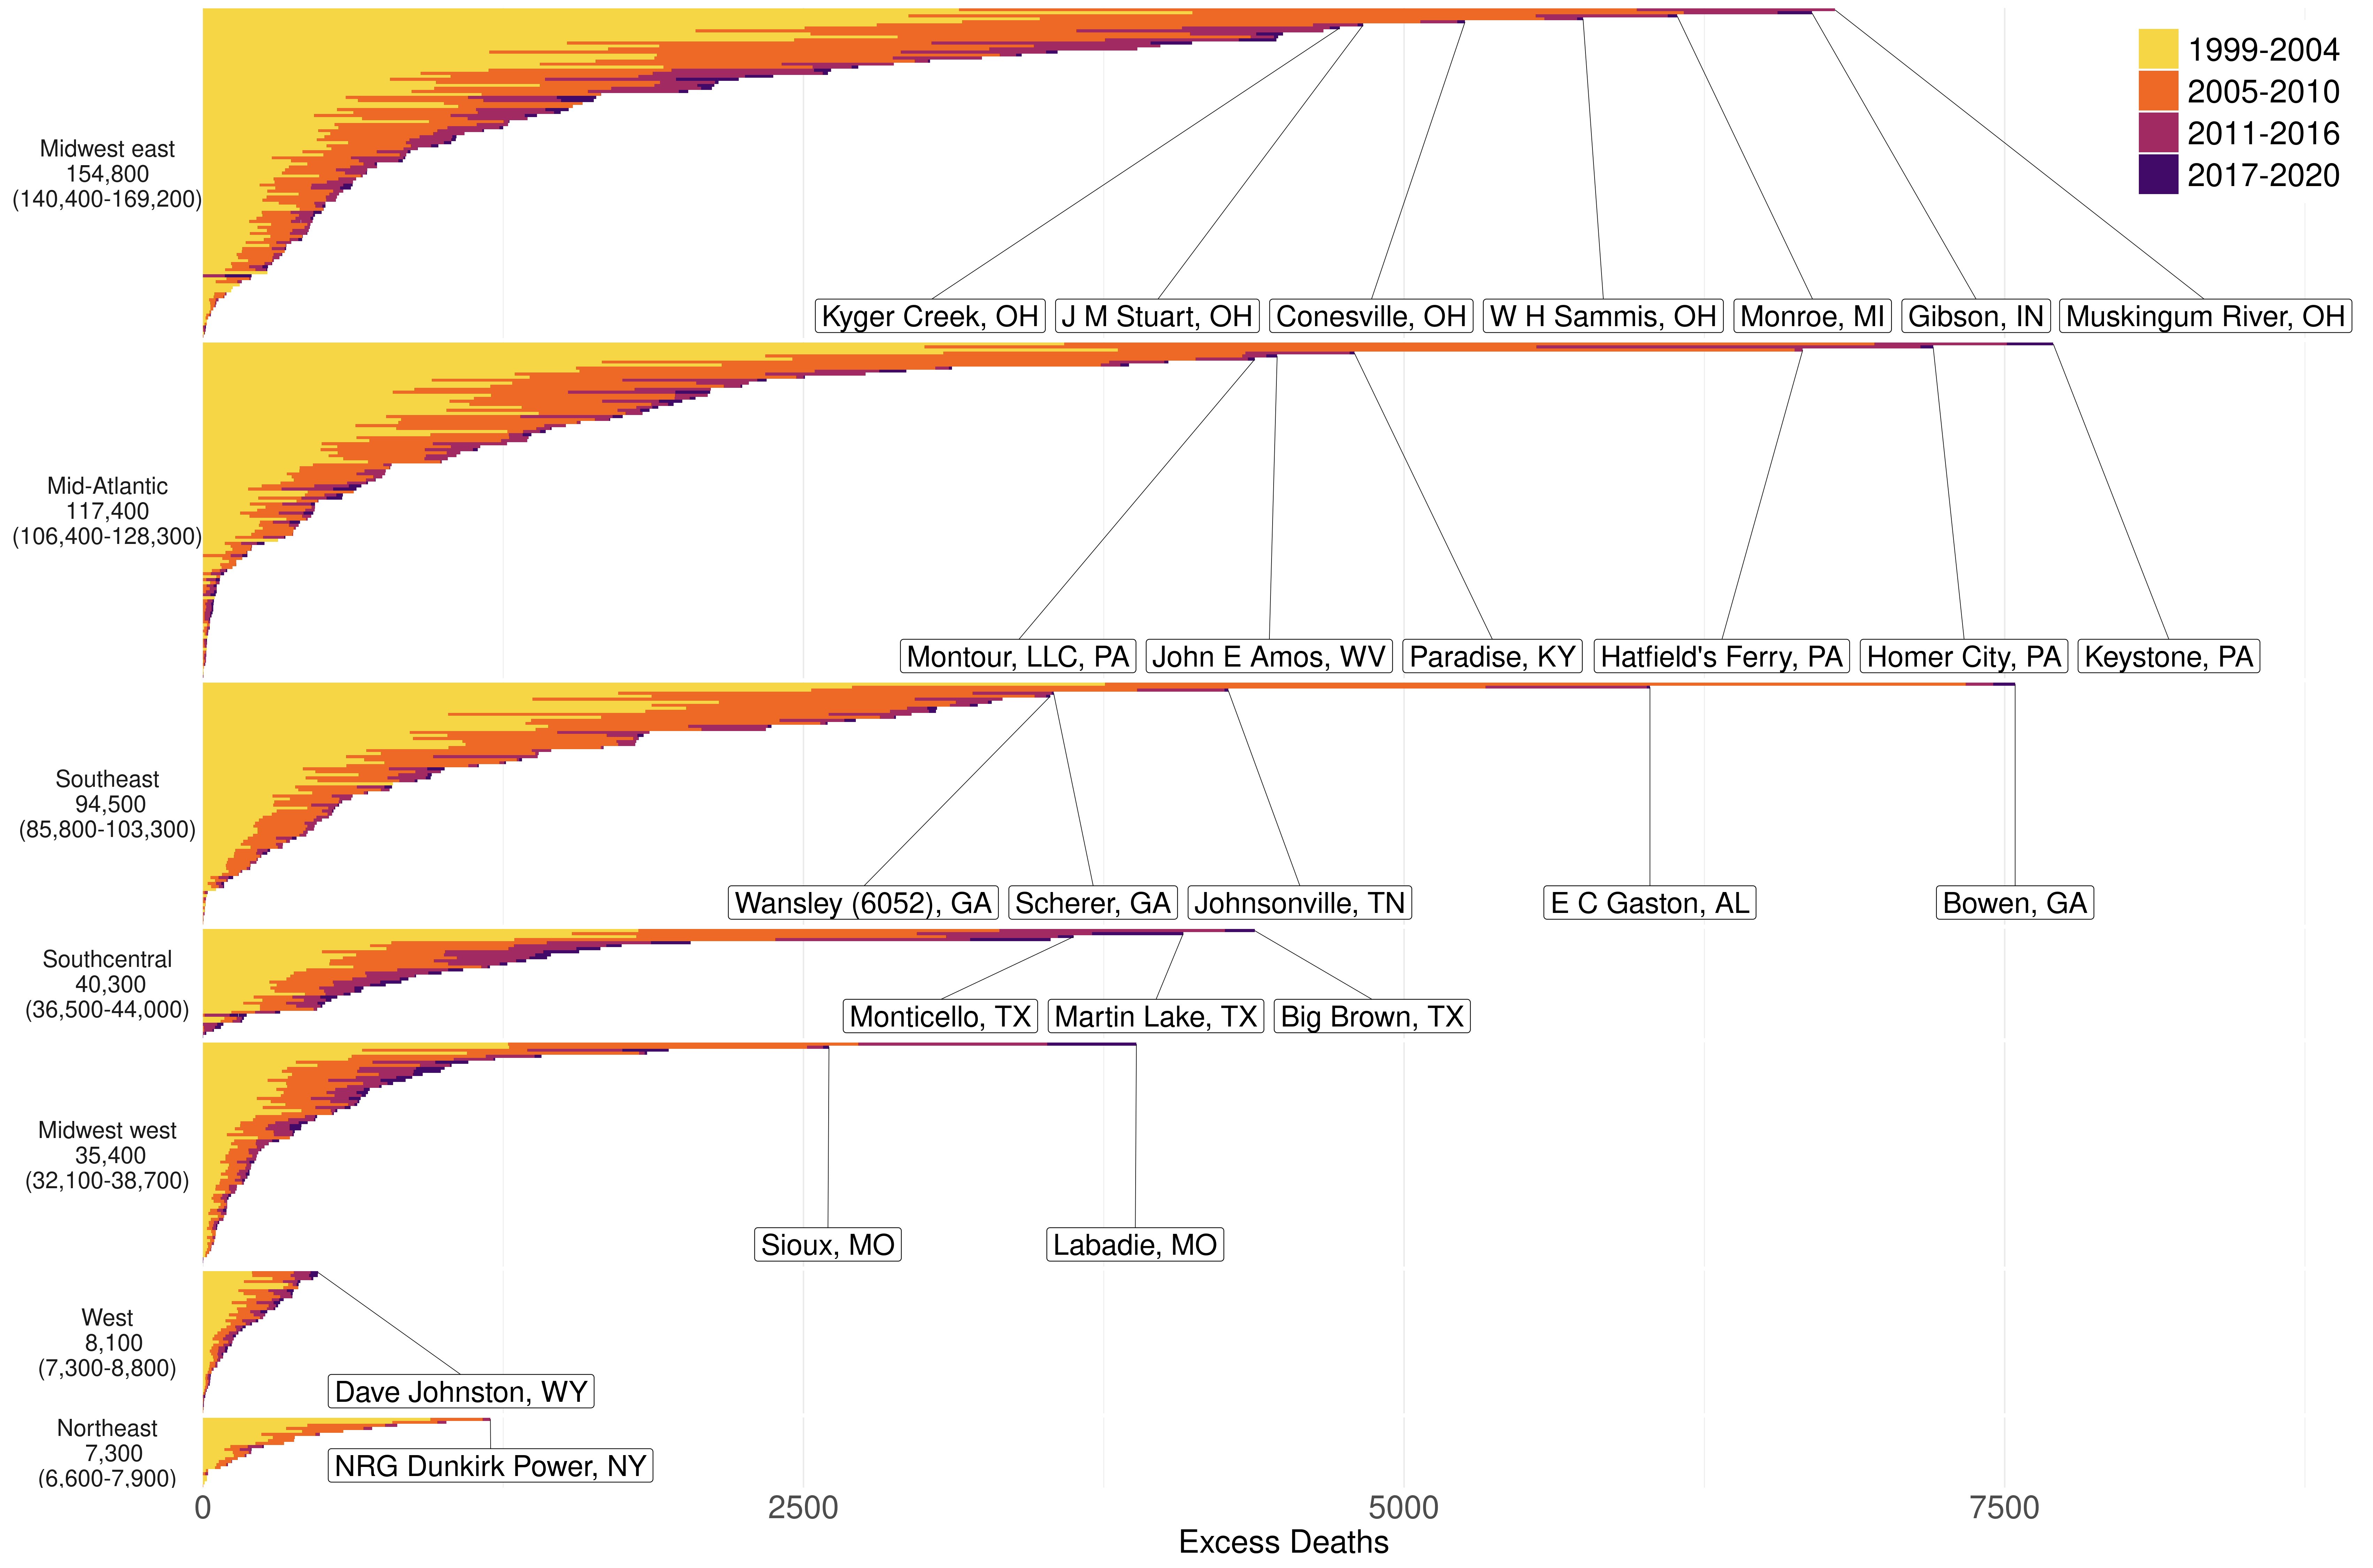 1999-2004
2005-2010
2011-2016
2017-2020
Midwest east
154,800
(140,400-169,200)
Kyger Creek, OH
J M Stuart, OH
Conesville, OH
W H Sammis, OH
Monroe, MI
Gibson, IN
Muskingum River, OH
Mid-Atlantic
117,400
(106,400-128,300)
Montour, LLC, PA
John E Amos, WV
Paradise, KY
Hatfield's Ferry, PA
Homer City, PA
Keystone, PA
Southeast
94,500
(85,800-103,300)
Wansley (6052), GA
Scherer, GA
Johnsonville, TN
E C Gaston, AL
Bowen, GA
Southcentral
40,300
(36,500-44,000)
Monticello, TX
Martin Lake, TX
Big Brown, TX
Midwest west
35,400
(32,100-38,700)
Sioux, MO
Labadie, MO
West
8,100
(7,300-8,800)
Dave Johnston, WY
Northeast
7,300
(6,600-7,900)
NRG Dunkirk Power, NY
0
2500
5000
7500
Excess Deaths